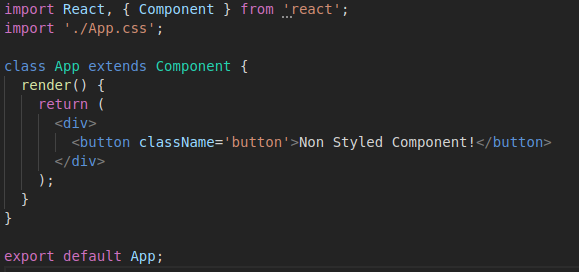 import React, { Component } from 'react';
import './App.css';

class App extends Component {
  render() {
    return (
      <div>
        <button className='button'>Non Styled Component!</button>
      </div>
    );
  }
}

export default App;